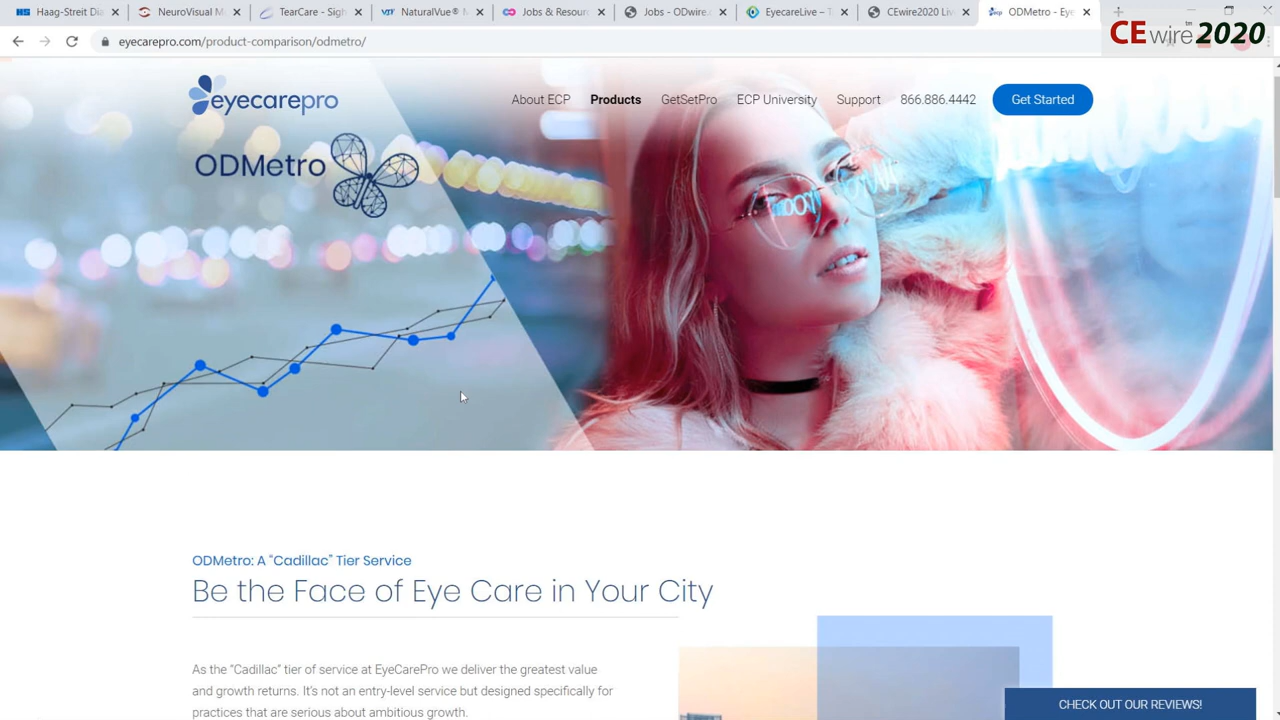 Haag-Streit Dia
NeuroVisual M
TearCare - Sigh
NaturalVue® M
Jobs & Resourc
Jobs - ODwire.
EyecareLive – T
CEwire2020 Liv
ODMetro - Eye
eyecarepro.com/product-comparison/odmetro/
CEwire™2020
eyecarepro
About ECP
Products
GetSetPro
ECP University
Support
866.886.4442
Get Started
ODMetro
ODMetro: A “Cadillac” Tier Service
Be the Face of Eye Care in Your City
As the “Cadillac” tier of service at EyeCarePro we deliver the greatest value
and growth returns. It's not an entry-level service but designed specifically for
practices that are serious about ambitious growth.
CHECK OUT OUR REVIEWS!